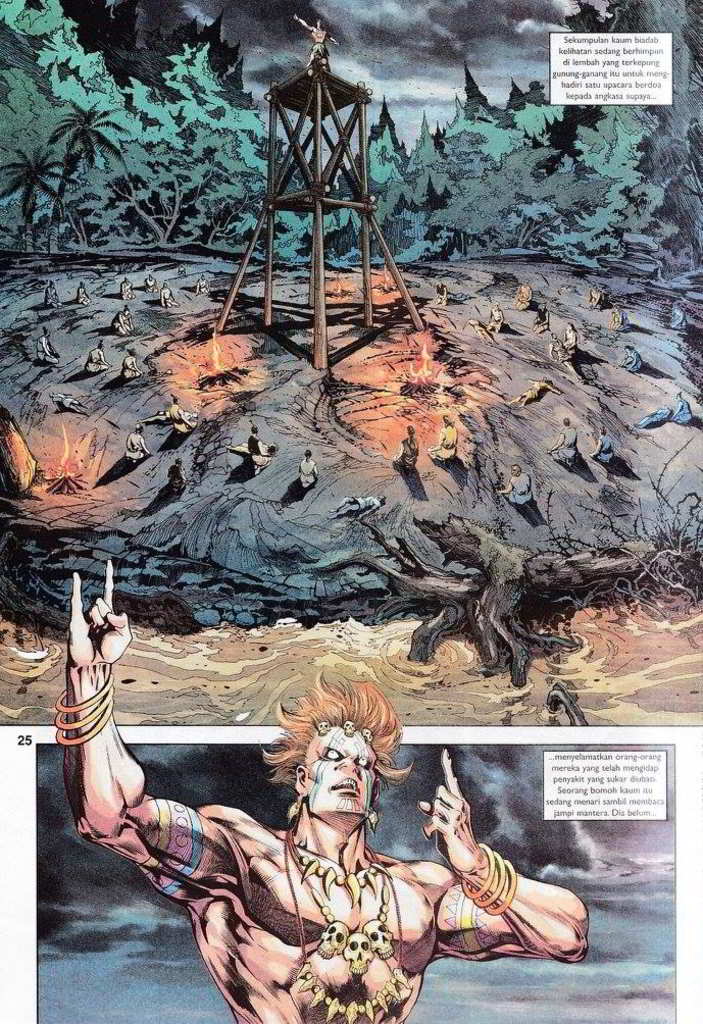 Sekumpulan kaum biadab
kelihatan sedang berhimpun
di lembah yang terkepung
gunung-ganang itu untuk meng-
hadiri satu upacara berdoa
kepada angkasa supaya...
25
...menyelamatkan orang-orang
mereka yang telah mengidap
penyakit yang sukar diubati.
Seorang bomoh kaum itu
sedang menari sambil membaca
jampi mantera. Dia belum...